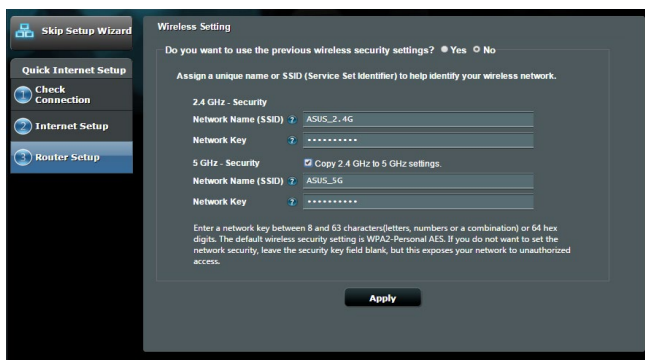 Skip Setup Wizard
Quick Internet Setup
1 Check
Connection
2 Internet Setup
3 Router Setup
Wireless Setting
Do you want to use the previous wireless security settings? Yes No
Assign a unique name or SSID (Service Set Identifier) to help identify your wireless network.
2.4 GHz - Security
Network Name (SSID) ? ASUS_2.4G
Network Key ? ••••••••••
5 GHz - Security Copy 2.4 GHz to 5 GHz settings.
Network Name (SSID) ? ASUS_5G
Network Key ? ••••••••••
Enter a network key between 8 and 63 characters(letters, numbers or a combination) or 64 hex
digits. The default wireless security setting is WPA2-Personal AES. If you do not want to set the
network security, leave the security key field blank, but this exposes your network to unauthorized
access.
Apply